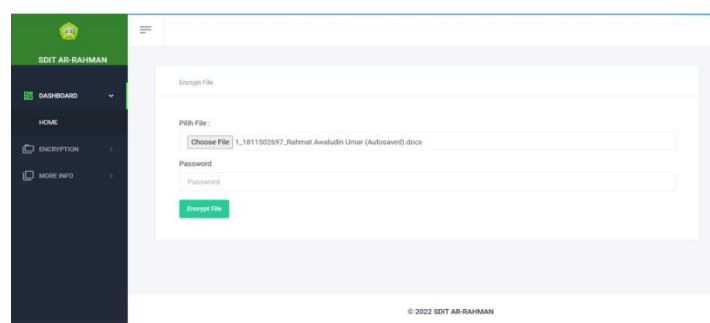 SDIT AR-RAHMAN
DASHBOARD
HOME
ENCRYPTION
MORE INFO
Encrypt File
Pilih File :
Choose File 1_1811502697_Rahmat Awaludin Umar (Autosaved).docx
Password
Password
Encrypt File
© 2022 SDIT AR-RAHMAN